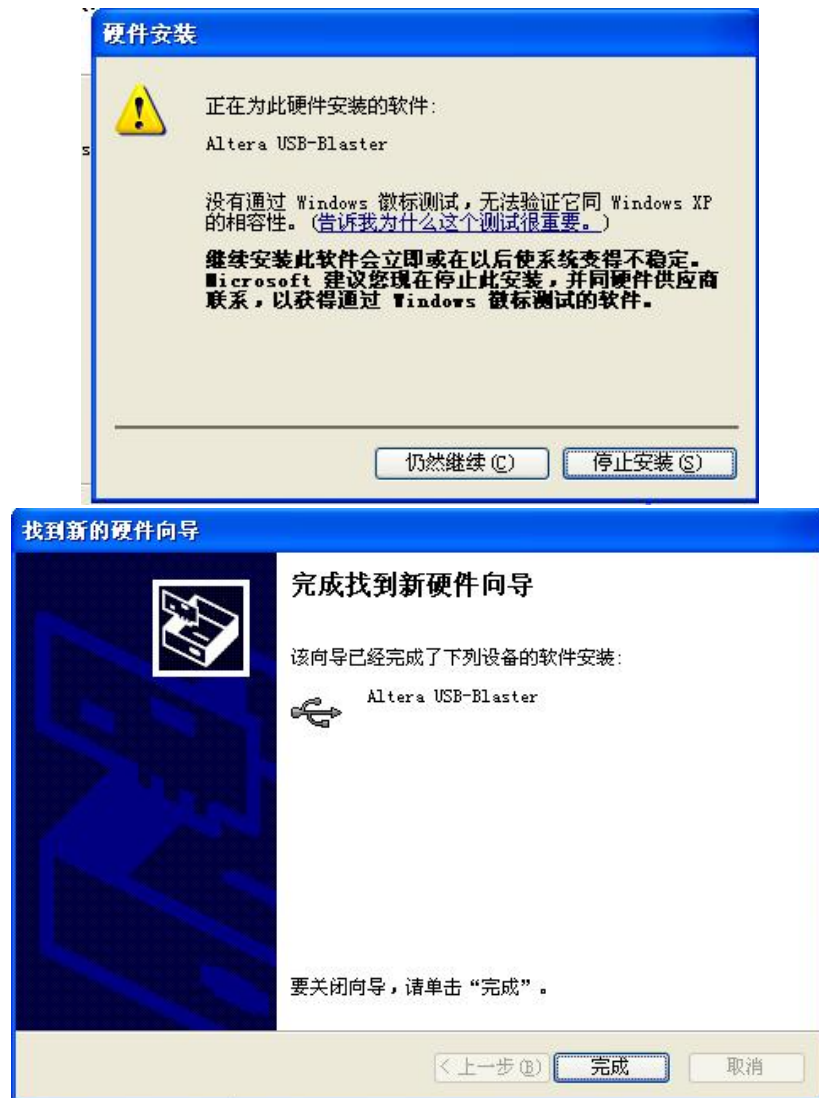 硬件安装
正在为此硬件安装的软件:
Altera USB-Blaster
没有通过 Windows 徽标测试，无法验证它同 Windows XP
的相容性。(告诉我为什么这个测试很重要。)
继续安装此软件会立即或在以后使系统变得不稳定。
Microsoft 建议您现在停止此安装，并同硬件供应商
联系，以获得通过 Windows 徽标测试的软件。
仍然继续(C) 停止安装(S)
找到新的硬件向导
完成找到新硬件向导
该向导已经完成了下列设备的软件安装:
Altera USB-Blaster
要关闭向导，请单击“完成”。
<上一步(B) 完成 取消